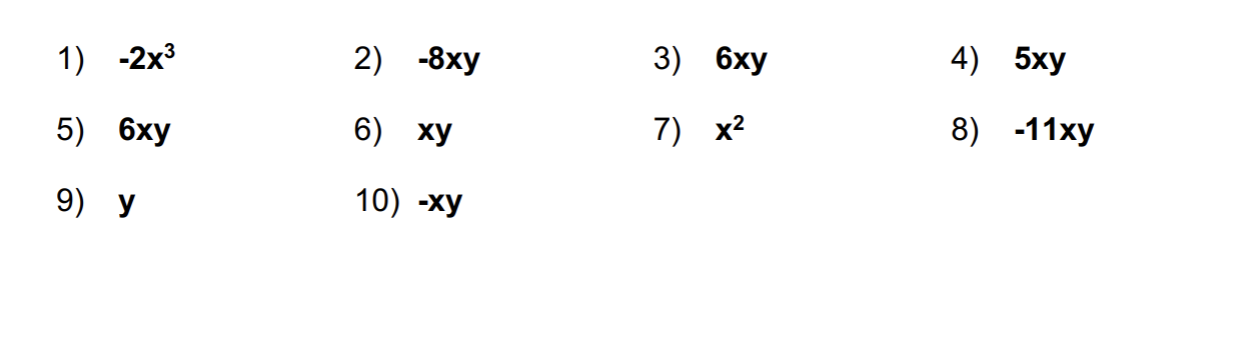 1) -2x³ 2) -8xy 3) 6xy 4) 5xy
5) 6xy 6) xy 7) x² 8) -11xy
9) y 10) -xy